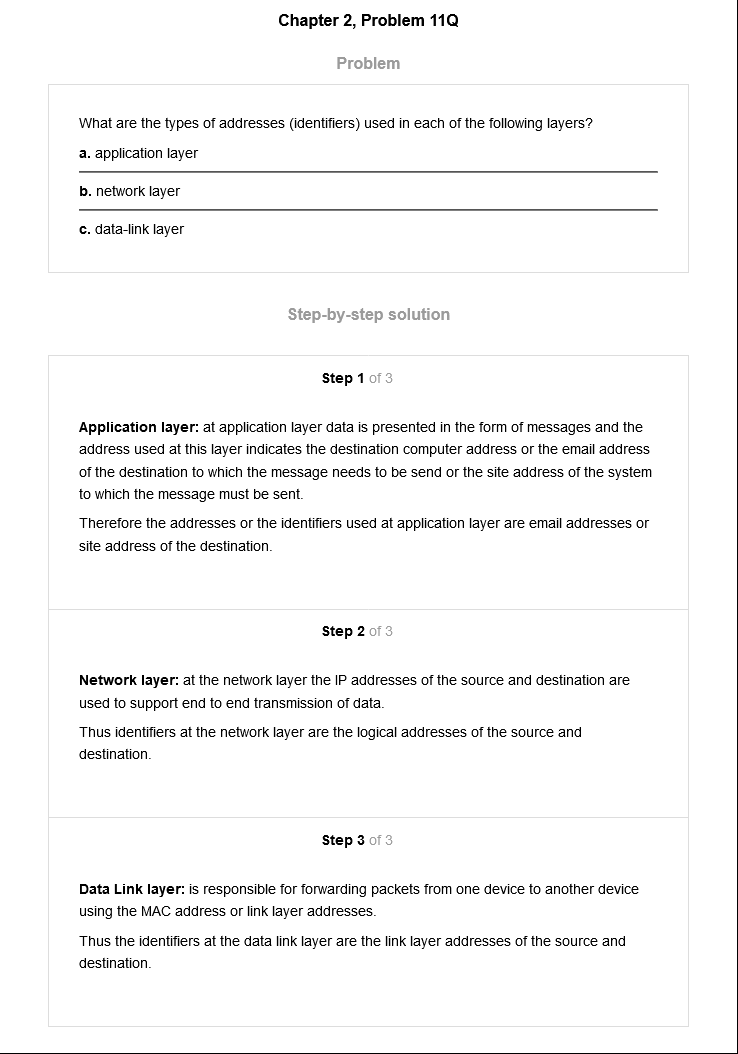 Chapter 2, Problem 11Q
Problem
What are the types of addresses (identifiers) used in each of the following layers?
a. application layer
b. network layer
c. data-link layer
Step-by-step solution
Step 1 of 3
Application layer: at application layer data is presented in the form of messages and the
address used at this layer indicates the destination computer address or the email address
of the destination to which the message needs to be send or the site address of the system
to which the message must be sent.
Therefore the addresses or the identifiers used at application layer are email addresses or
site address of the destination.
Step 2 of 3
Network layer: at the network layer the IP addresses of the source and destination are
used to support end to end transmission of data.
Thus identifiers at the network layer are the logical addresses of the source and
destination.
Step 3 of 3
Data Link layer: is responsible for forwarding packets from one device to another device
using the MAC address or link layer addresses.
Thus the identifiers at the data link layer are the link layer addresses of the source and
destination.